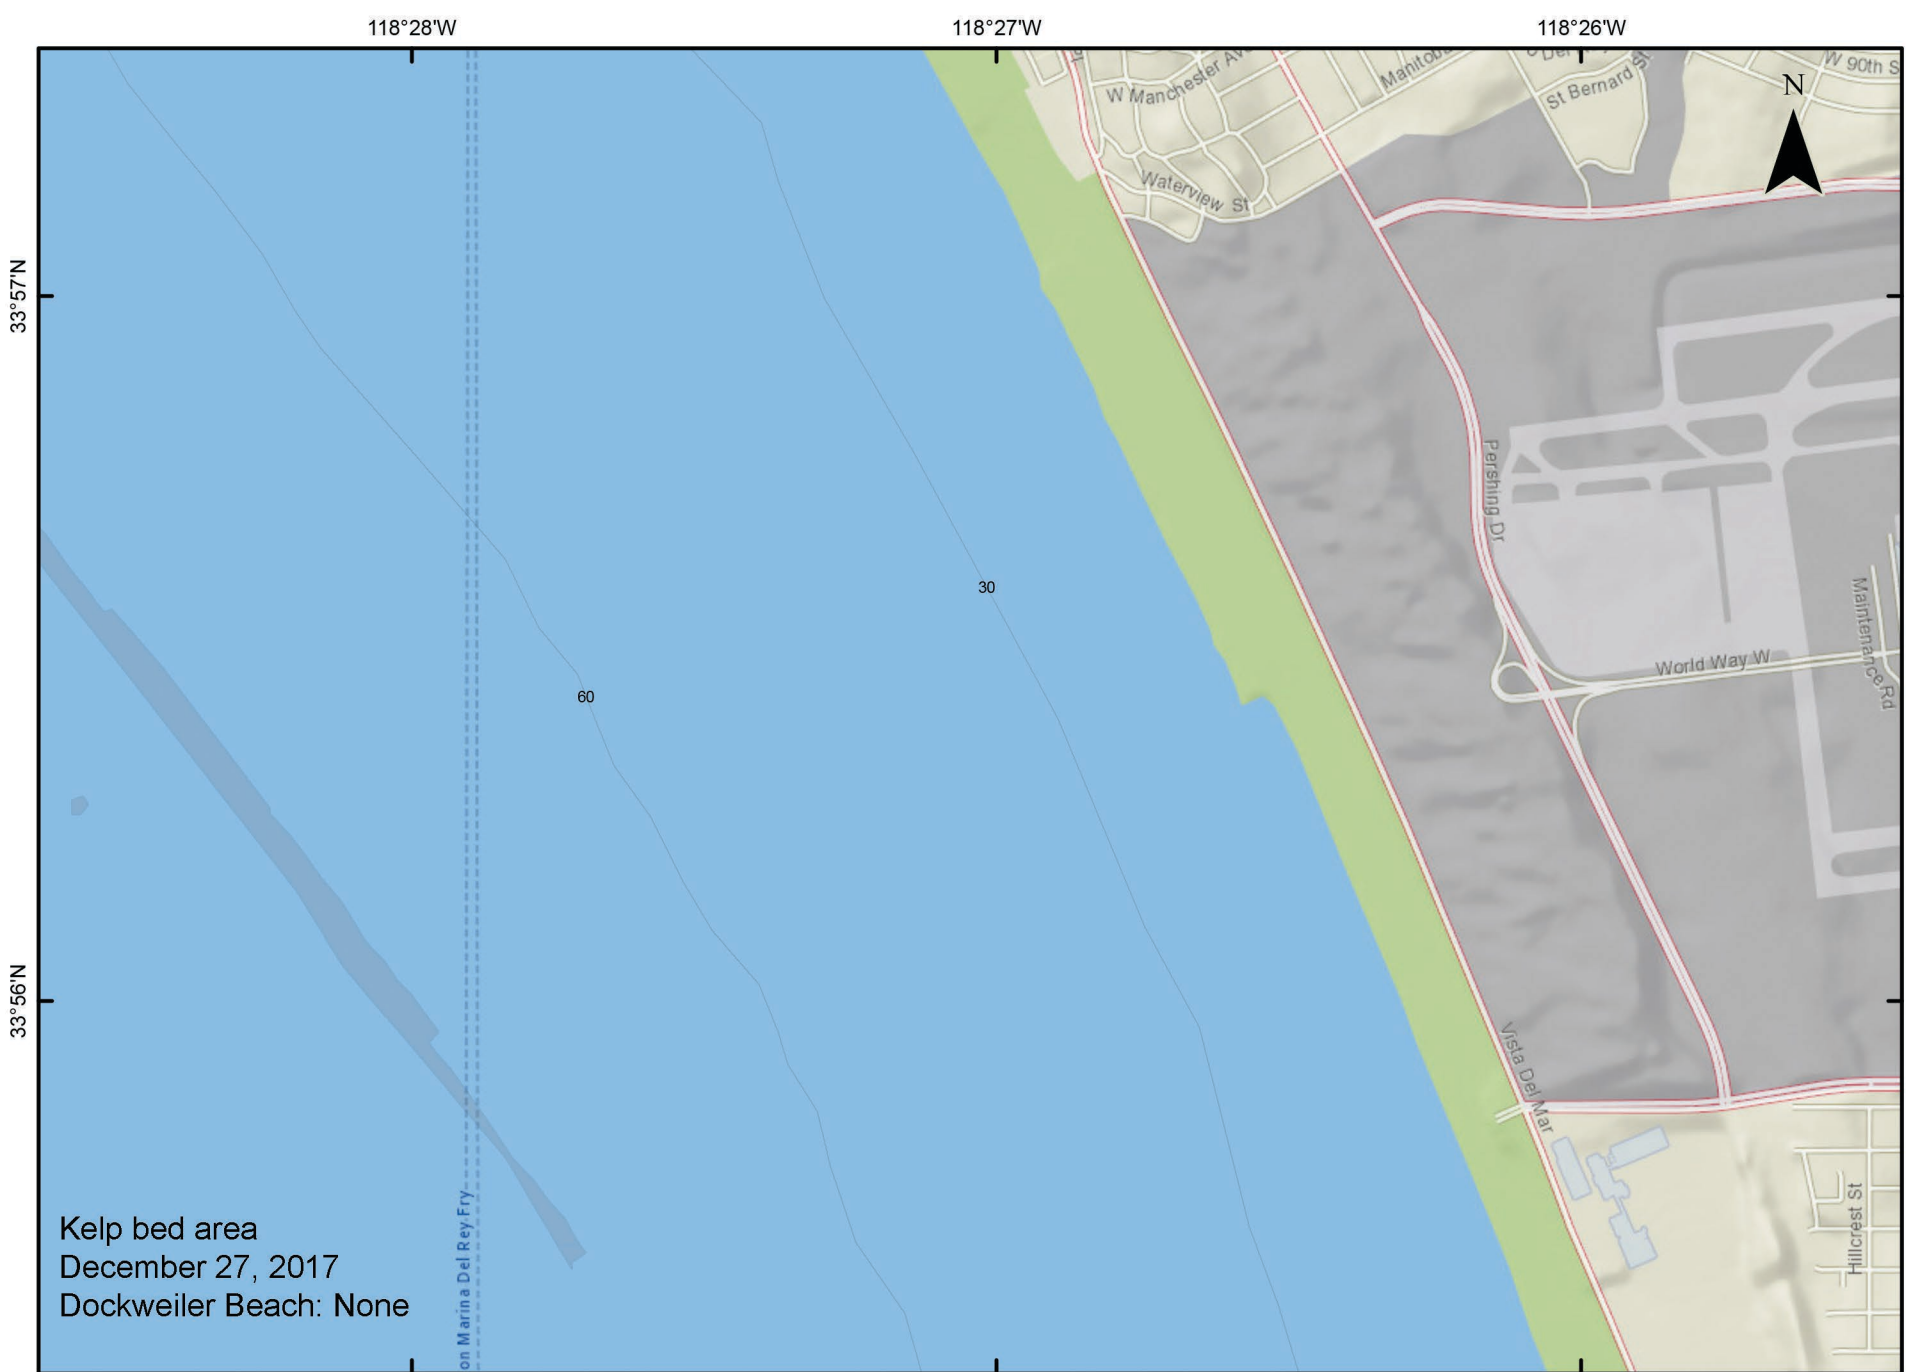 118°28'W
118°27'W
118°26'W
W Manchester Av
Manitoba
St Bernard St
W 90th S
N
Waterview St
33°57'N
Pershing Dr
30
Maintenance Rd
World Way W
60
33°56'N
Vista Del Mar
Hillcrest St
on Marina Del Rey Fry
Kelp bed area
December 27, 2017
Dockweiler Beach: None